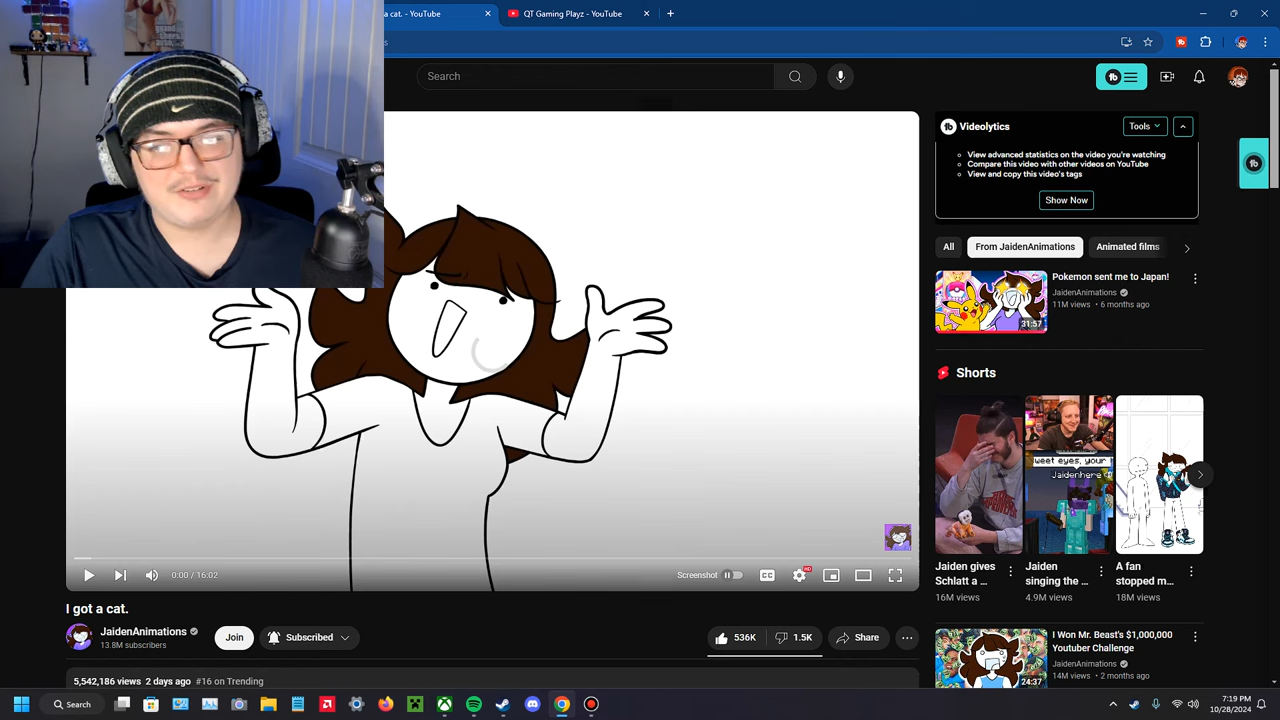 a cat. - YouTube
QT Gaming Playz - YouTube
s
Search
Videolytics
Tools
View advanced statistics on the video you're watching
Compare this video with other videos on YouTube
View and copy this video's tags
Show Now
All
From JaidenAnimations
Animated films
Pokemon sent me to Japan!
JaidenAnimations
11M views • 6 months ago
31:57
Shorts
weet eyes, your h
Jaidenhere
Jaiden gives
Schlatt a ...
16M views
Jaiden
singing the ...
4.9M views
A fan
stopped m...
18M views
0:00 / 16:02
Screenshot
CC
HD
I got a cat.
JaidenAnimations
13.8M subscribers
Join
Subscribed
536K
1.5K
Share
I Won Mr. Beast's $1,000,000
Youtuber Challenge
JaidenAnimations
14M views • 2 months ago
24:37
5,542,186 views 2 days ago #16 on Trending
Search
7:19 PM
10/28/2024